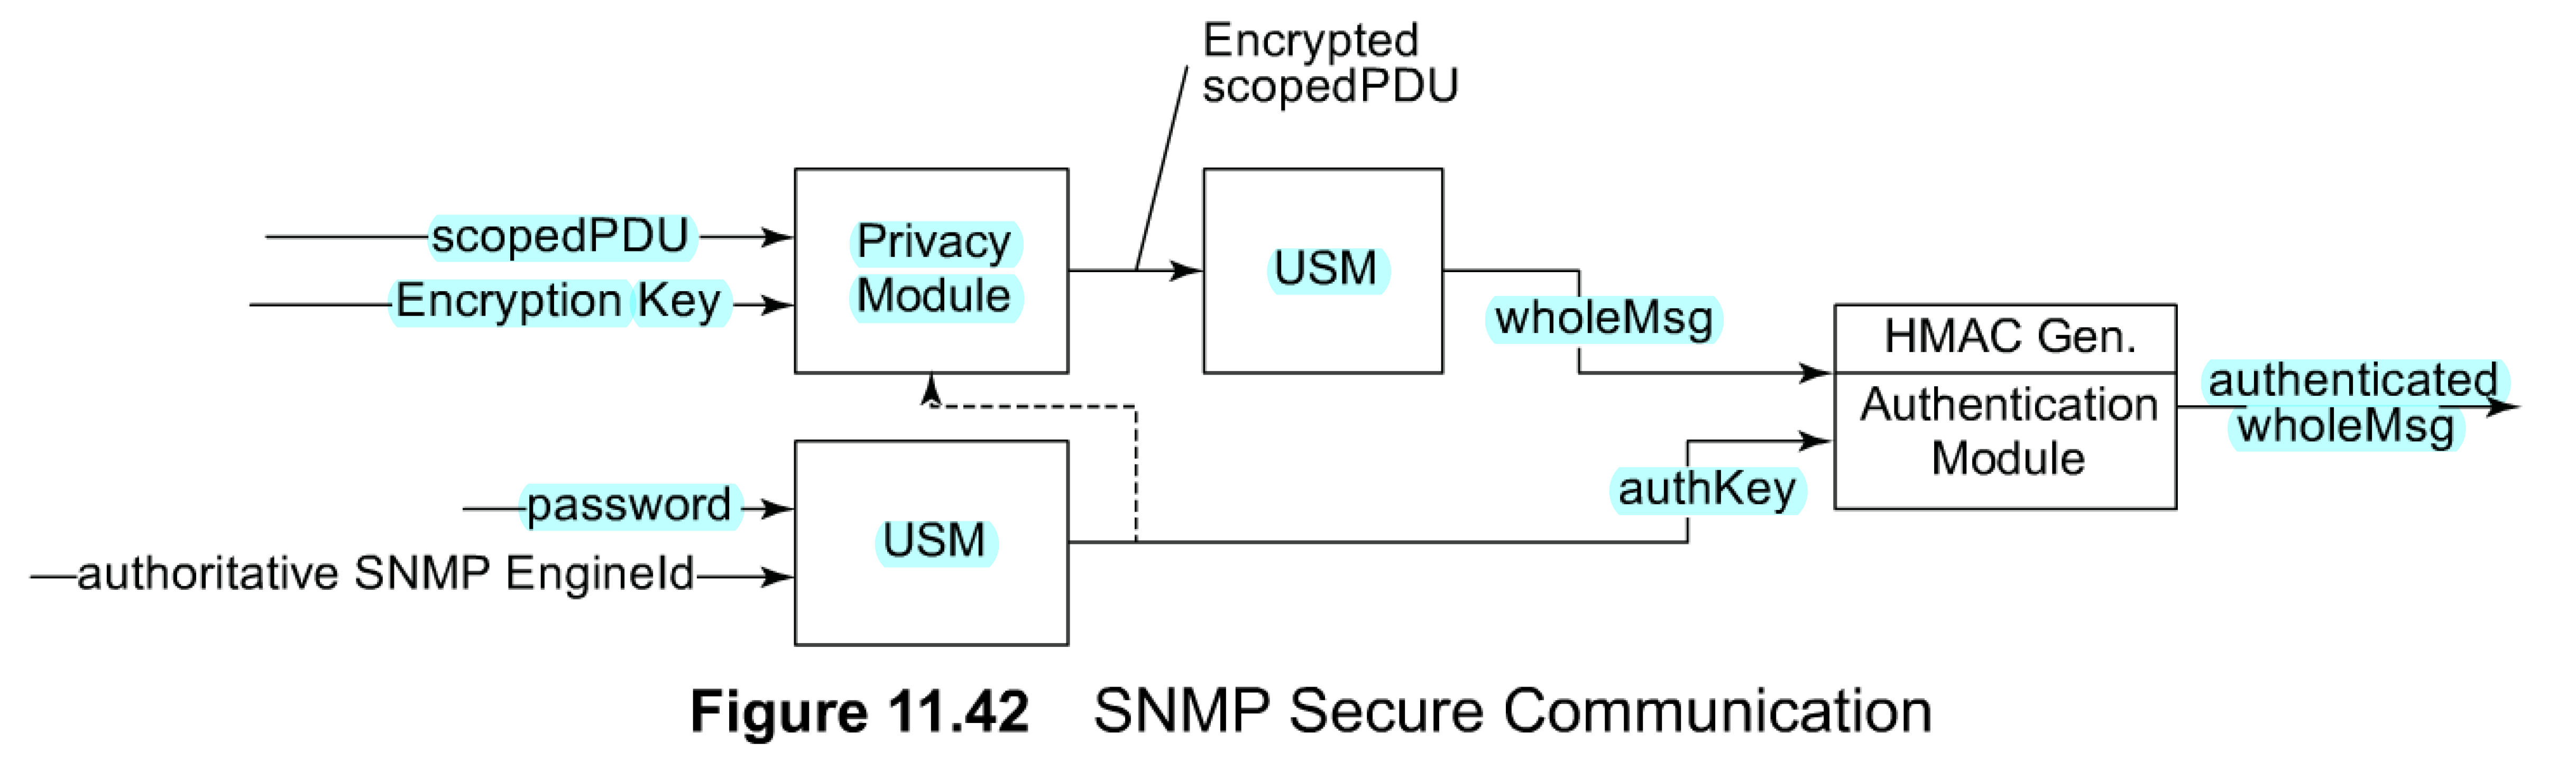 Encrypted
scopedPDU
scopedPDU
Encryption Key
Privacy
Module
USM
wholeMsg
HMAC Gen.
Authentication
Module
authenticated
wholeMsg
password
authoritative SNMP EngineId
USM
authKey
Figure 11.42 SNMP Secure Communication